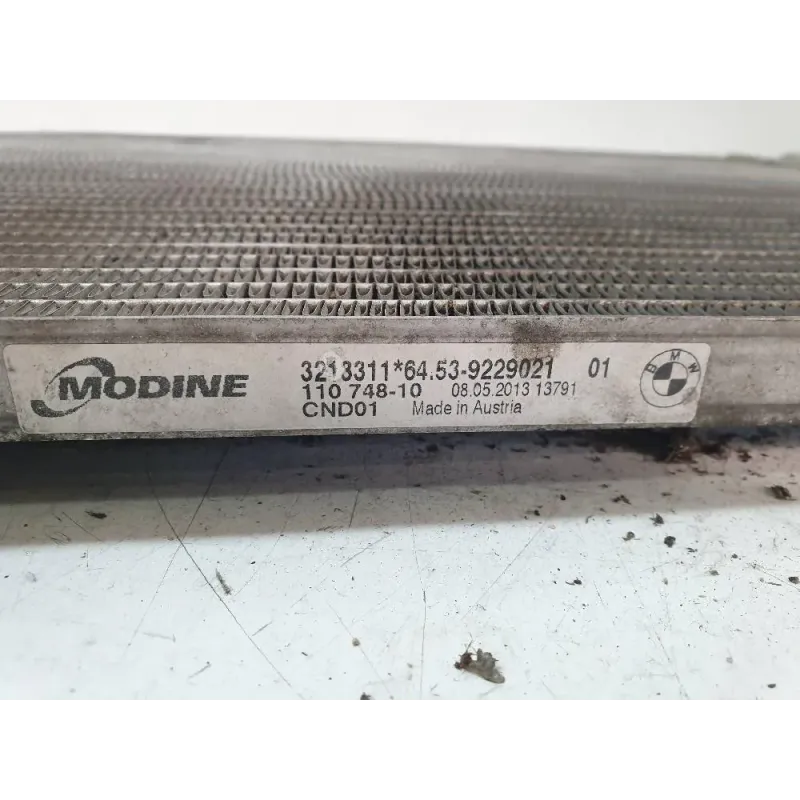 MODINE
3213311*64.53-9229021 01
110 748-10 08.05.2013 13791
CND01 Made in Austria
BMW